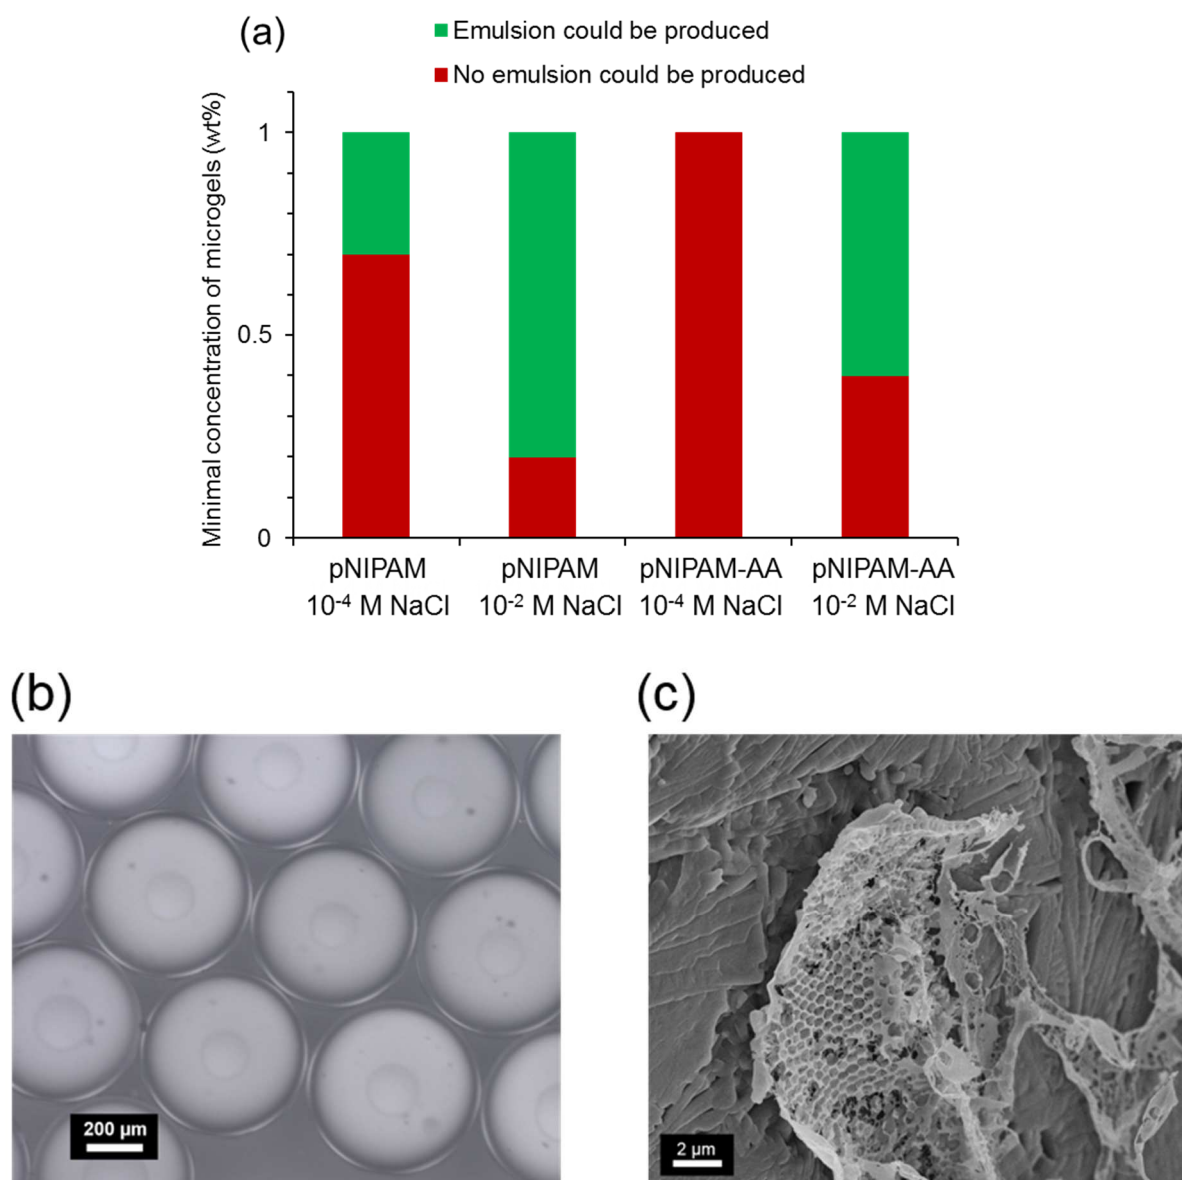 (a)
Emulsion could be produced
No emulsion could be produced
Minimal concentration of microgels (wt%)
1
0.5
0
pNIPAM pNIPAM pNIPAM-AA pNIPAM-AA
10⁻⁴ M NaCl 10⁻² M NaCl 10⁻⁴ M NaCl 10⁻² M NaCl
(b) (c)
200 µm
2 µm